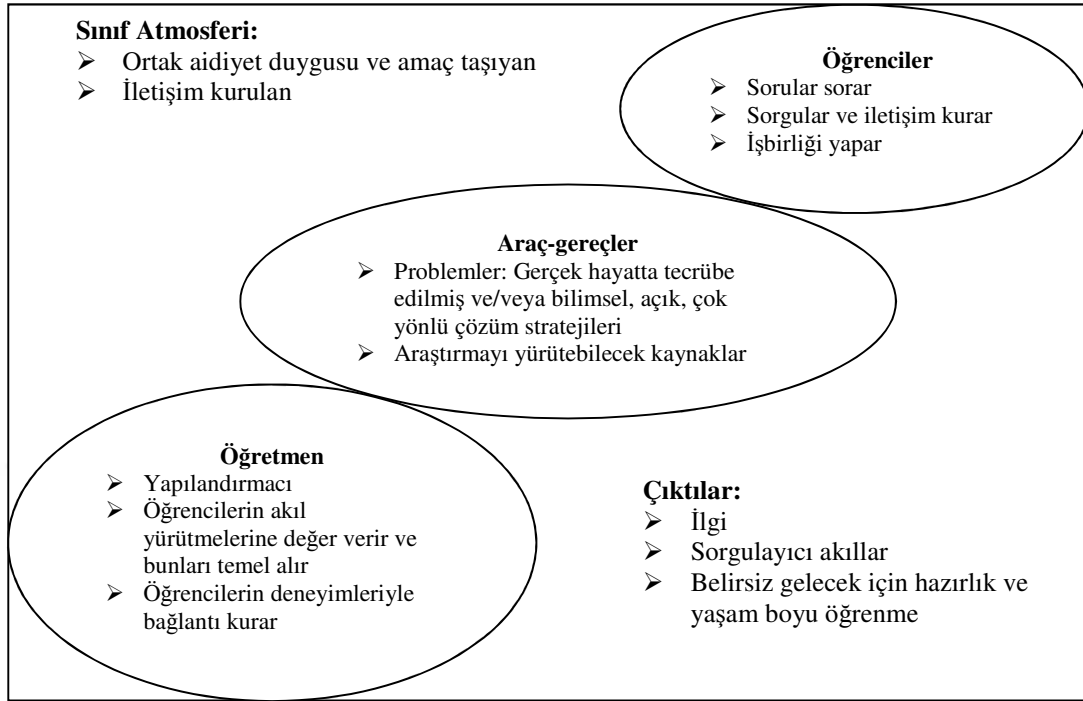 Sınıf Atmosferi:
➢ Ortak aidiyet duygusu ve amaç taşıyan
➢ İletişim kurulan
Öğrenciler
➢ Sorular sorar
➢ Sorgular ve iletişim kurar
➢ İşbirliği yapar
Araç-gereçler
➢ Problemler: Gerçek hayatta tecrübe
edilmiş ve/veya bilimsel, açık, çok
yönlü çözüm stratejileri
➢ Araştırmayı yürütebilecek kaynaklar
Öğretmen
➢ Yapılandırmacı
➢ Öğrencilerin akıl
yürütmelerine değer verir ve
bunları temel alır
➢ Öğrencilerin deneyimleriyle
bağlantı kurar
Çıktılar:
➢ İlgi
➢ Sorgulayıcı akıllar
➢ Belirsiz gelecek için hazırlık ve
yaşam boyu öğrenme